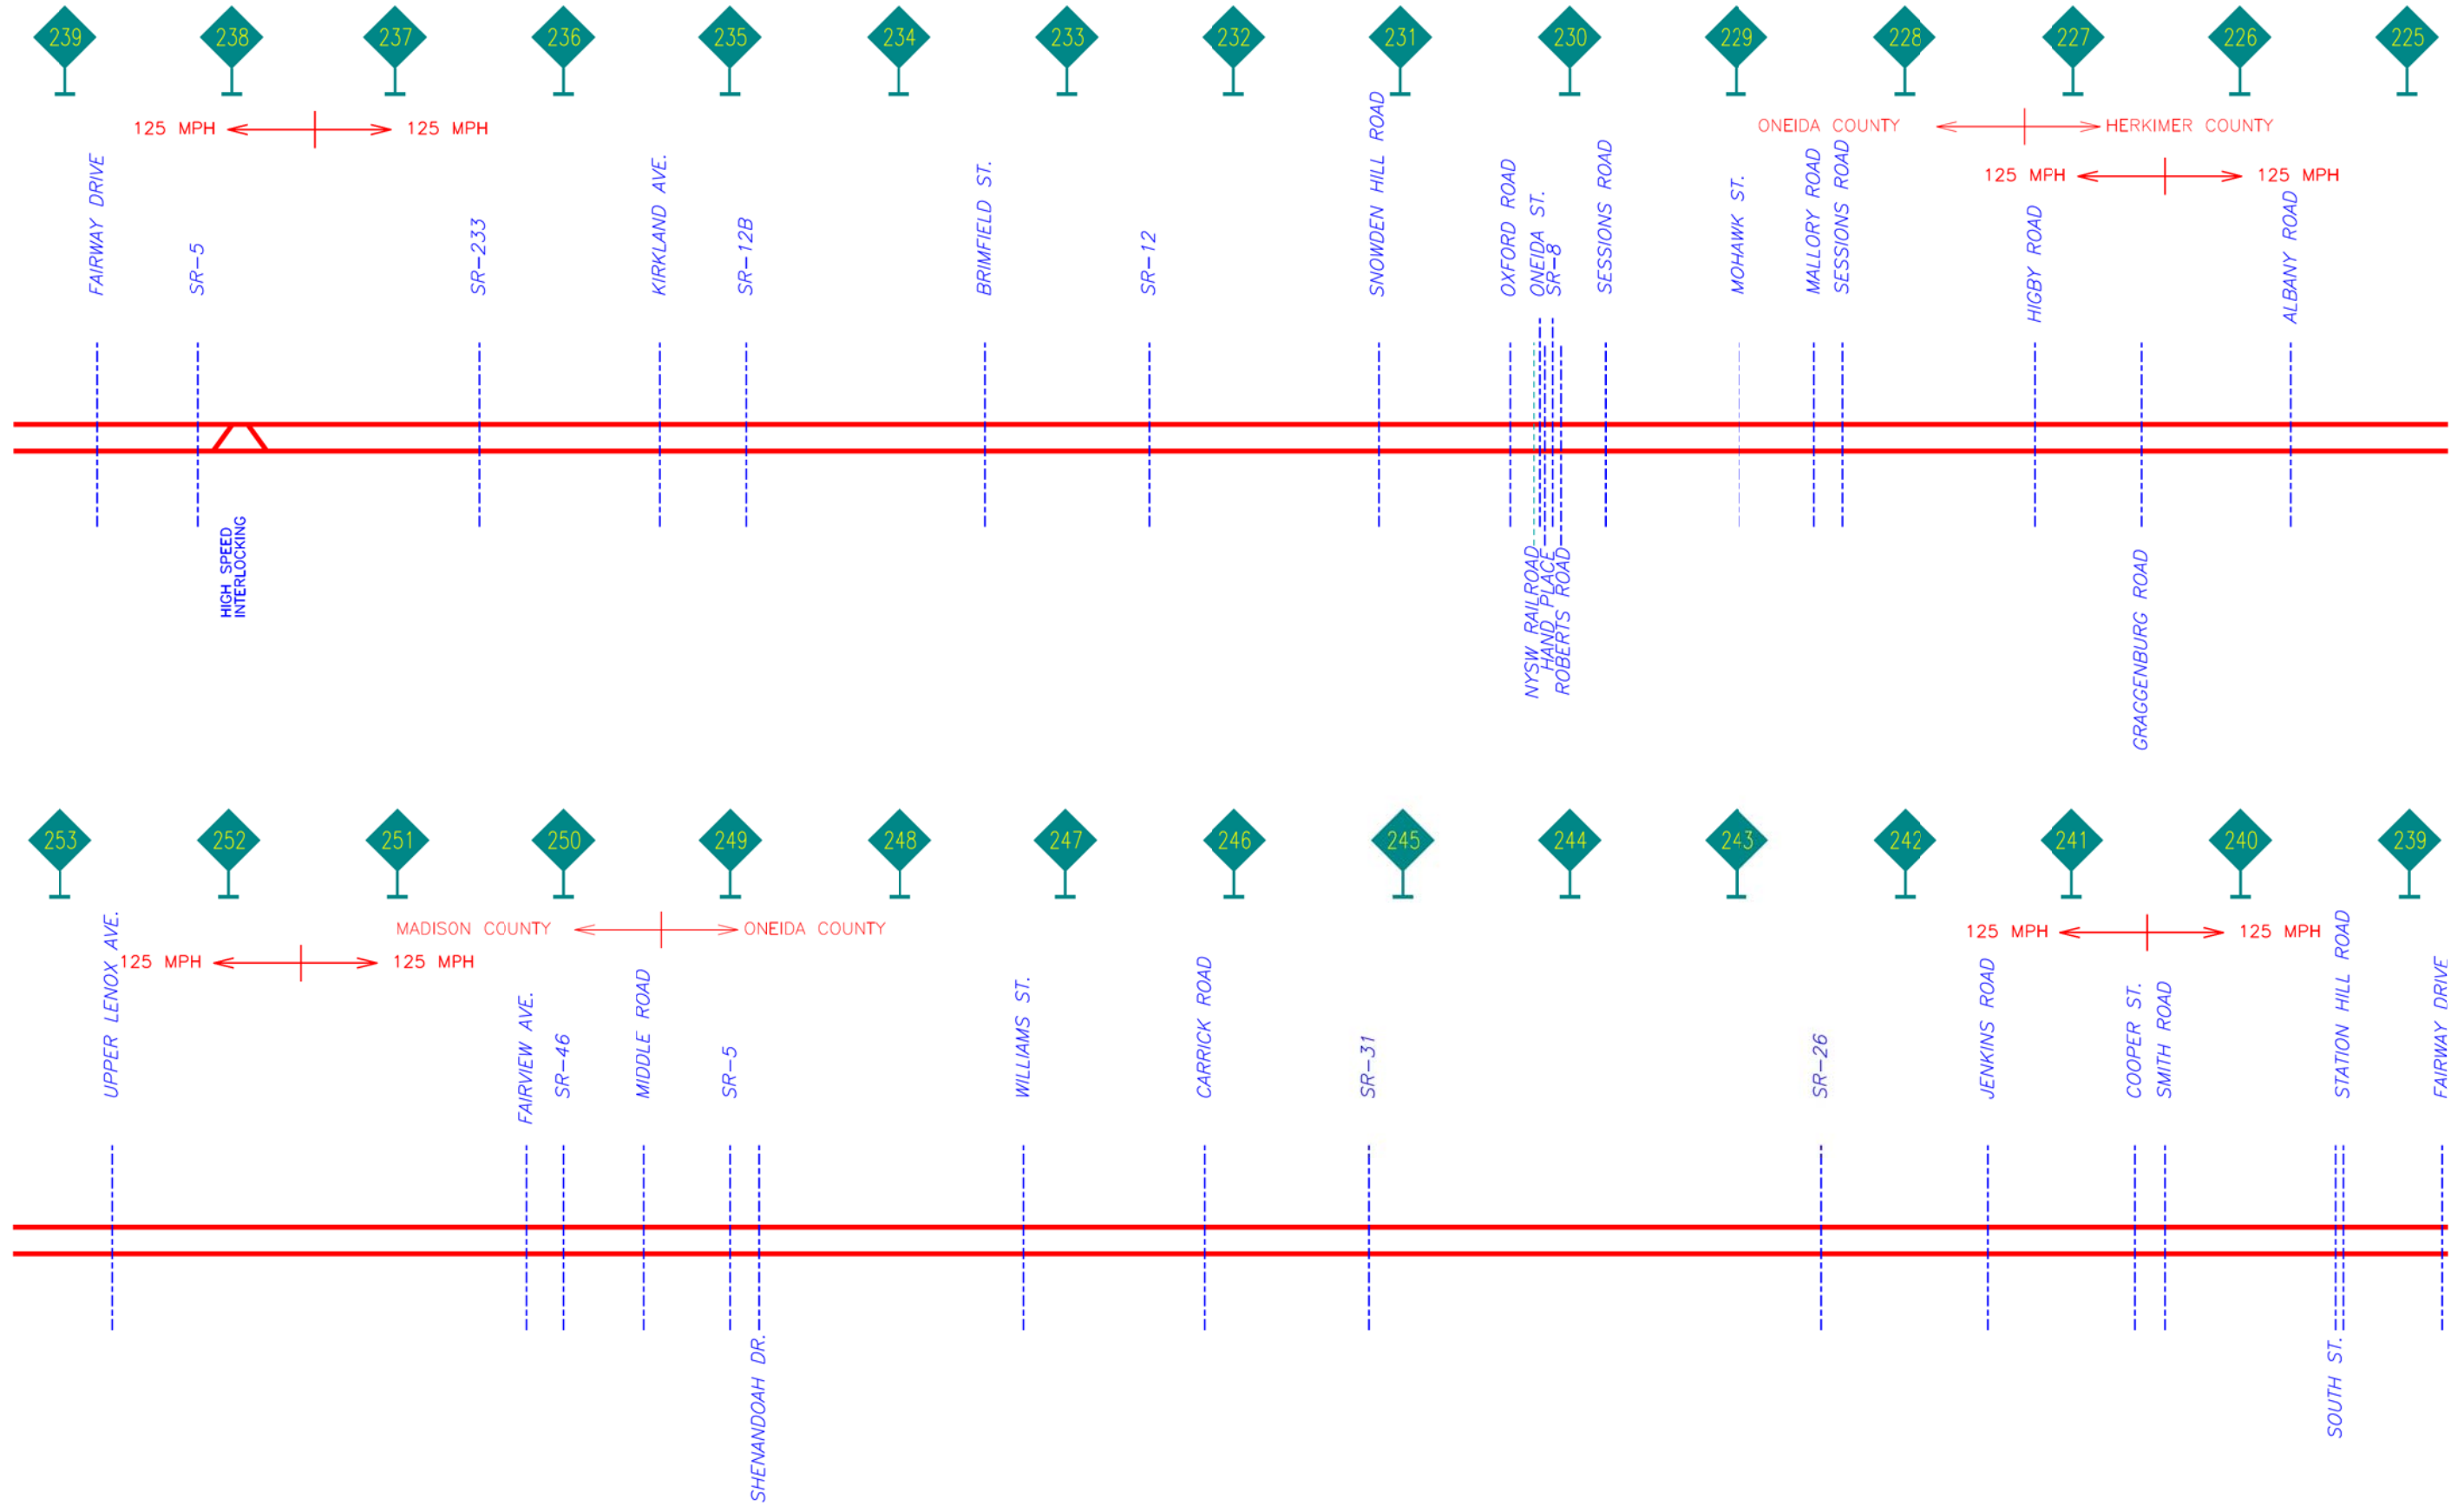 239
238
237
236
235
234
233
232
231
230
229
228
227
226
225
125 MPH
125 MPH
ONEIDA COUNTY
HERKIMER COUNTY
125 MPH
125 MPH
FAIRWAY DRIVE
SR-5
SR-233
KIRKLAND AVE.
SR-12B
BRIMFIELD ST.
SR-12
SNOWDEN HILL ROAD
OXFORD ROAD
ONEIDA ST.
SR-8
SESSIONS ROAD
MOHAWK ST.
MALLORY ROAD
SESSIONS ROAD
HIGBY ROAD
ALBANY ROAD
HIGH SPEED
INTERLOCKING
NYSW RAILROAD
HAND PLACE
ROBERTS ROAD
GRAGGENBURG ROAD
253
252
251
250
249
248
247
246
245
244
243
242
241
240
239
MADISON COUNTY
ONEIDA COUNTY
125 MPH
125 MPH
125 MPH
125 MPH
UPPER LENOX AVE.
FAIRVIEW AVE.
SR-46
MIDDLE ROAD
SR-5
WILLIAMS ST.
CARRICK ROAD
SR-31
SR-26
JENKINS ROAD
COOPER ST.
SMITH ROAD
STATION HILL ROAD
FAIRWAY DRIVE
SHENANDOAH DR.
SOUTH ST.